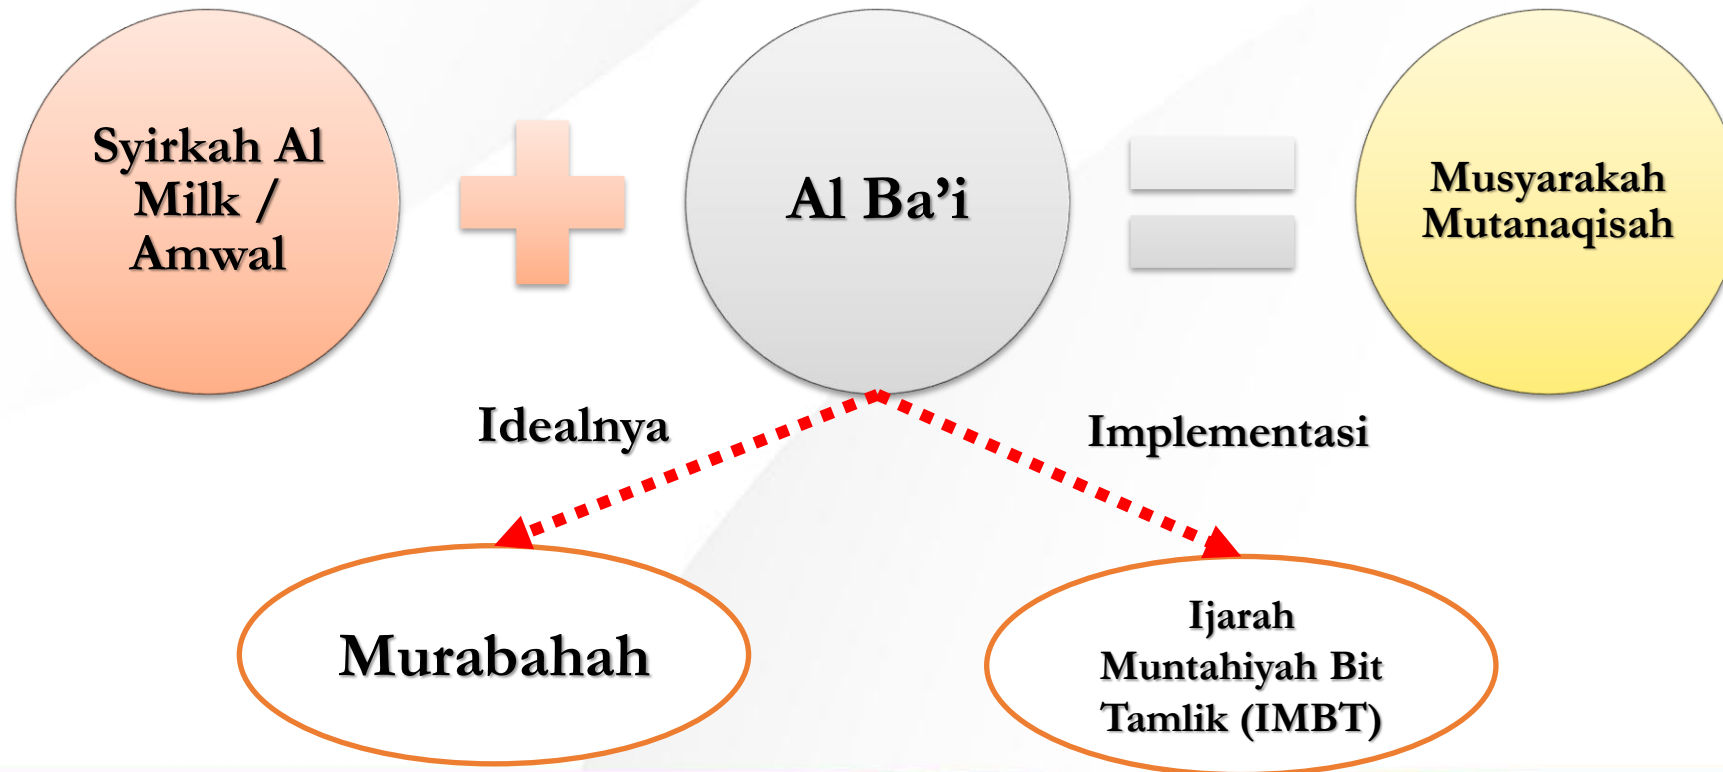 Syirkah Al
Milk /
Amwal
Al Ba’i
Musyarakah
Mutanaqisah
Idealnya
Implementasi
Murabahah
Ijarah
Muntahiyah Bit
Tamlik (IMBT)